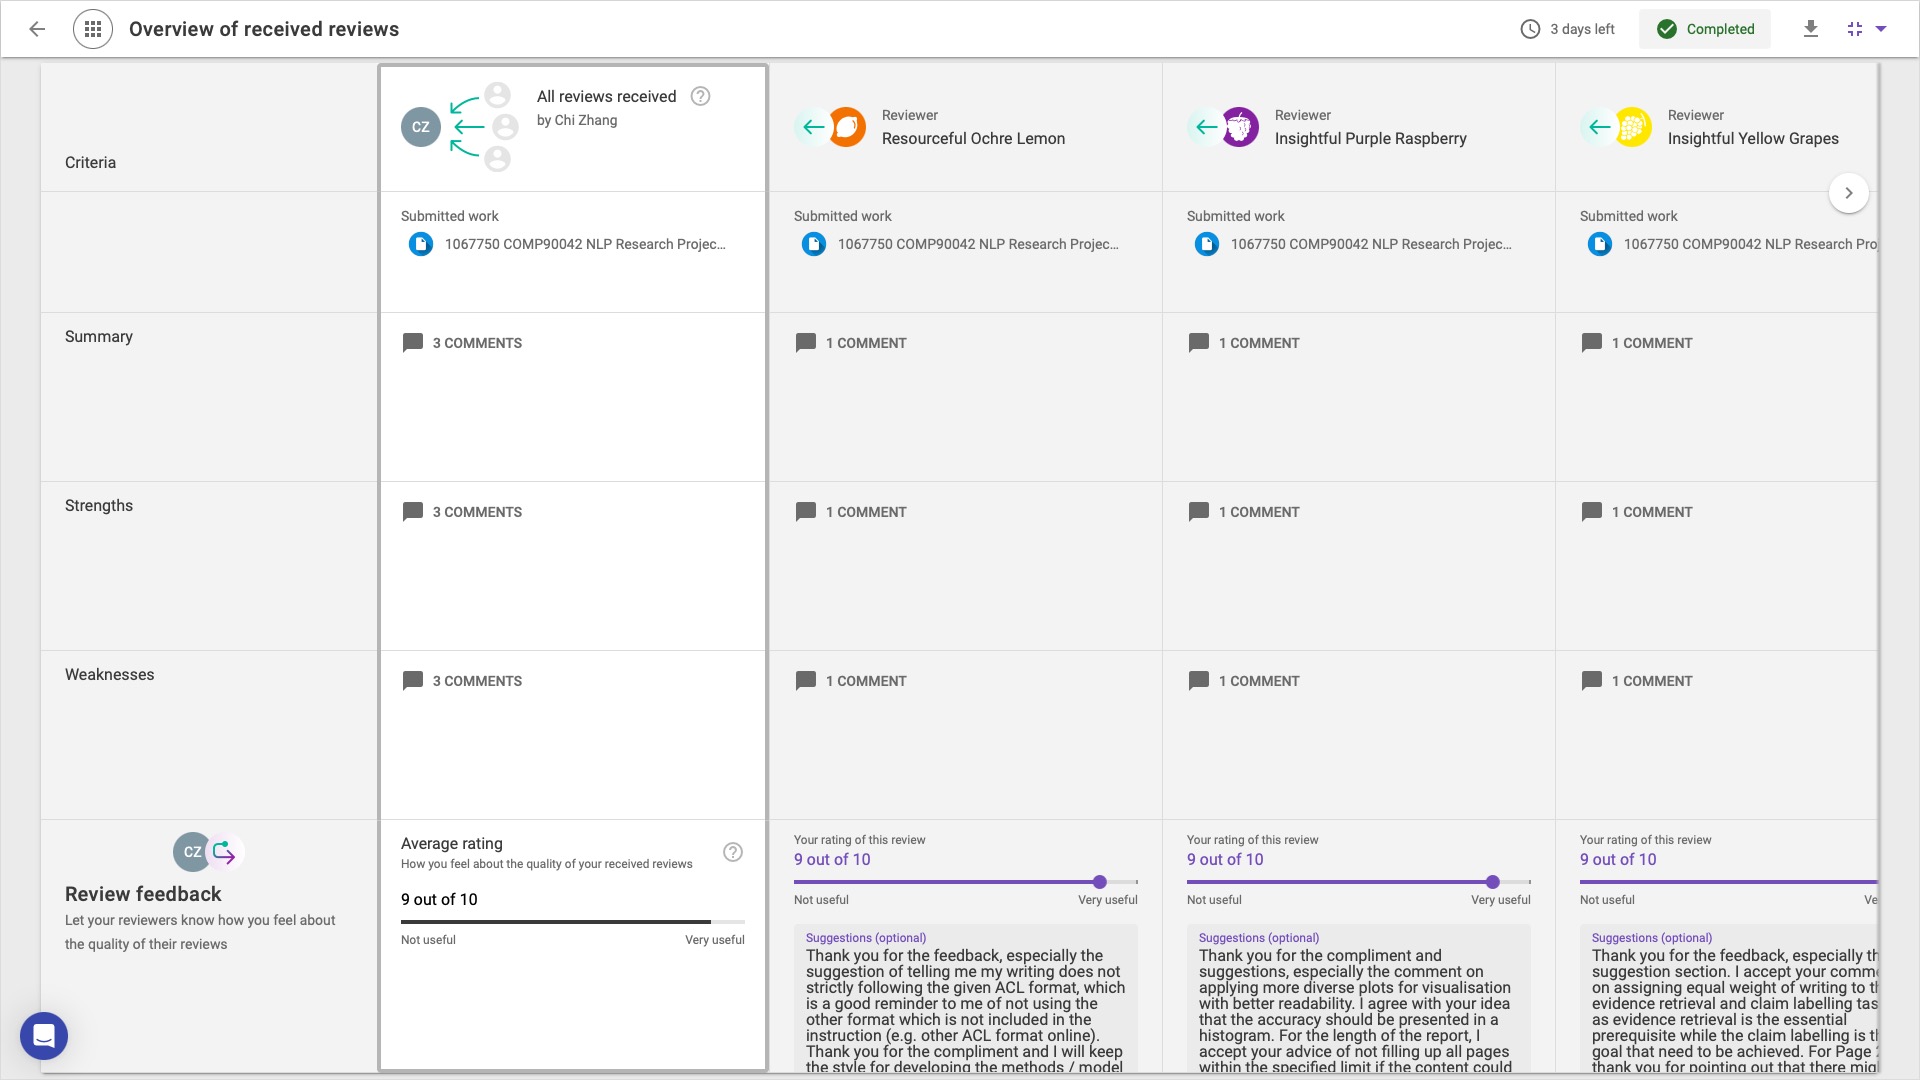 Overview of received reviews
3 days left
Completed
Criteria
CZ
All reviews received
by Chi Zhang
Reviewer
Resourceful Ochre Lemon
Reviewer
Insightful Purple Raspberry
Reviewer
Insightful Yellow Grapes
Submitted work
1067750 COMP90042 NLP Research Projec...
Submitted work
1067750 COMP90042 NLP Research Projec...
Submitted work
1067750 COMP90042 NLP Research Projec...
Submitted work
1067750 COMP90042 NLP Research
Summary
3 COMMENTS
1 COMMENT
1 COMMENT
1 COMMENT
Strengths
3 COMMENTS
1 COMMENT
1 COMMENT
1 COMMENT
Weaknesses
3 COMMENTS
1 COMMENT
1 COMMENT
1 COMMENT
CZ
Review feedback
Let your reviewers know how you feel about
the quality of their reviews
Average rating
How you feel about the quality of your received reviews
9 out of 10
Not useful
Very useful
Your rating of this review
9 out of 10
Not useful
Very useful
Suggestions (optional)
Thank you for the feedback, especially the
suggestion of telling me my writing does not
strictly following the given ACL format, which
is a good reminder to me of not using the
other format which is not included in the
instruction (e.g. other ACL format online).
Thank you for the compliment and I will keep
the style for developing the methods / model
Your rating of this review
9 out of 10
Not useful
Very useful
Suggestions (optional)
Thank you for the compliment and
suggestions, especially the comment on
applying more diverse plots for visualisation
with better readability. I agree with your idea
that the accuracy should be presented in a
histogram. For the length of the report, I
accept your advice of not filling up all pages
within the specified limit if the content could
Your rating of this review
9 out of 10
Not useful
Suggestions (optional)
Thank you for the feedback, especially
suggestion section. I accept your
on assigning equal weight of writing to
evidence retrieval and claim labelling
as evidence retrieval is the essential
prerequisite while the claim labelling is
goal that need to be achieved. For Page
thank you for pointing out that there